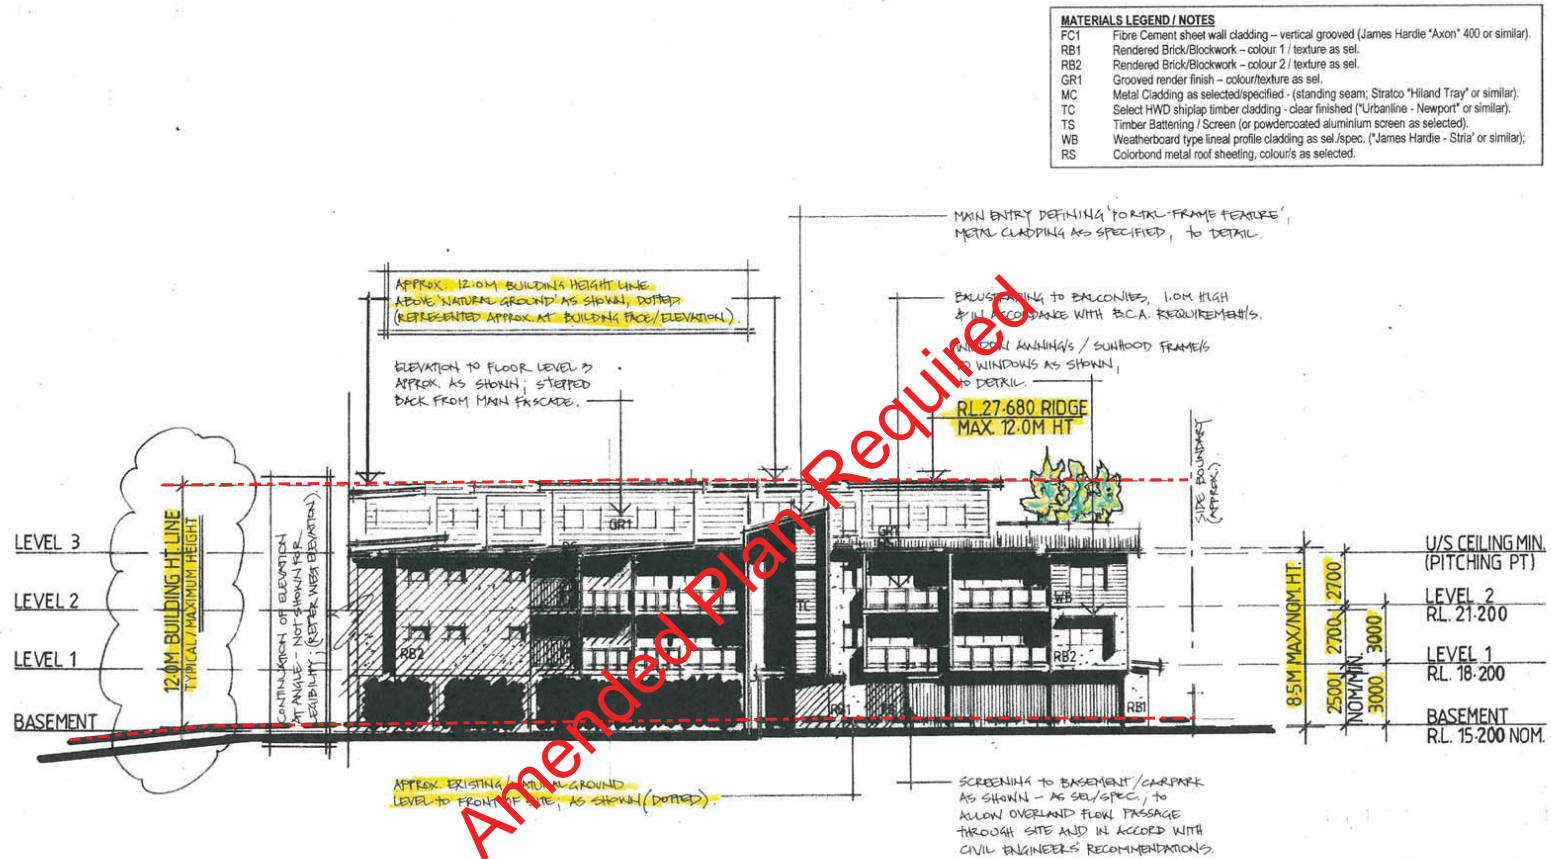 MATERIALS LEGEND / NOTES
FC1 Fibre Cement sheet wall cladding – vertical grooved (James Hardie "Axon" 400 or similar).
RB1 Rendered Brick/Blockwork – colour 1 / texture as sel.
RB2 Rendered Brick/Blockwork – colour 2 / texture as sel.
GR1 Grooved render finish – colour/texture as sel.
MC Metal Cladding as selected/specified - (standing seam; Stratco "Hiland Tray" or similar).
TC Select HWD shiplap timber cladding - clear finished ("Urbanline - Newport" or similar).
TS Timber Battening / Screen (or powdercoated aluminium screen as selected).
WB Weatherboard type lineal profile cladding as sel./spec. ("James Hardie - Stria' or similar);
RS Colorbond metal roof sheeting, colour/s as selected.
MAIN ENTRY DEFINING 'PORTAL-FRAME FEATURE',
METAL CLADDING AS SPECIFIED, to DETAIL.
APPROX. 12.0M BUILDING HEIGHT LINE
ABOVE 'NATURAL GROUND' AS SHOWN, DOTTED
(REPRESENTED APPROX. AT BUILDING FACE/ELEVATION).
BALUSTRADING to BALCONIES, 1.0M HIGH
& IN ACCORDANCE WITH B.C.A. REQUIREMENTS.
WINDOW AWNING/S / SUNHOOD FRAME/S
to WINDOWS AS SHOWN,
to DETAIL.
ELEVATION to FLOOR LEVEL 3
APPROX. AS SHOWN; STEPPED
BACK FROM MAIN FASCADE.
RL.27·680 RIDGE
MAX. 12·0M HT
SIDE BOUNDARY
(APPROX.)
12·0M BUILDING HT. LINE
TYPICAL / MAXIMUM HEIGHT
CONTINUATION OF ELEVATION
AT ANGLE - NOT SHOWN FOR
LEGIBILITY; (REFER WEST ELEVATION).
LEVEL 3
LEVEL 2
LEVEL 1
BASEMENT
GR1
GR1
RS
TC
WB
RB2
RB2
RB1
RB1
8·5M MAX/NOM. HT.
2700
2700
2500
NOM/MIN.
3000
3000
U/S CEILING MIN.
(PITCHING PT)
LEVEL 2
R.L. 21·200
LEVEL 1
R.L. 18·200
BASEMENT
R.L. 15·200 NOM.
APPROX. EXISTING/NATURAL GROUND
LEVEL to FRONT OF SITE, AS SHOWN (DOTTED).
SCREENING to BASEMENT/CARPARK
AS SHOWN – AS SEL/SPEC.; to
ALLOW OVERLAND FLOW PASSAGE
THROUGH SITE AND IN ACCORD WITH
CIVIL ENGINEERS' RECOMMENDATIONS.
Amended Plan Required